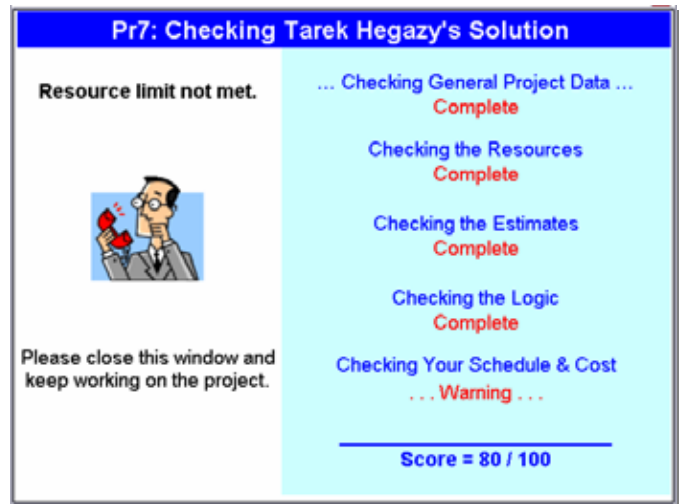 Pr7: Checking Tarek Hegazy's Solution
Resource limit not met.
Please close this window and
keep working on the project.
... Checking General Project Data ...
Complete
Checking the Resources
Complete
Checking the Estimates
Complete
Checking the Logic
Complete
Checking Your Schedule & Cost
. . . Warning . . .
Score = 80 / 100